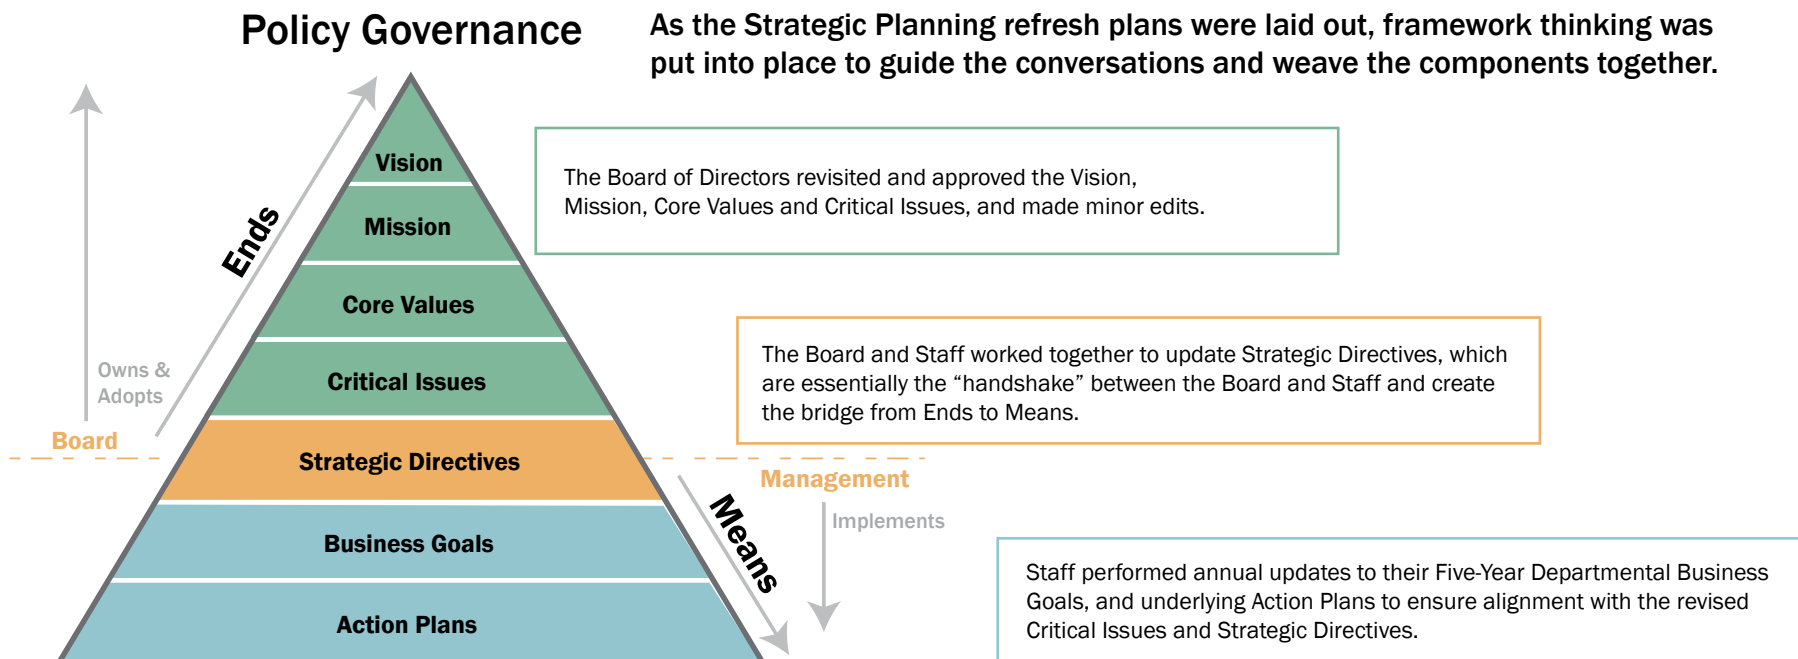 Policy Governance
As the Strategic Planning refresh plans were laid out, framework thinking was
put into place to guide the conversations and weave the components together.
Vision
Mission
Core Values
Critical Issues
Strategic Directives
Business Goals
Action Plans
Ends
Owns &
Adopts
Board
Means
Management
Implements
The Board of Directors revisited and approved the Vision,
Mission, Core Values and Critical Issues, and made minor edits.
The Board and Staff worked together to update Strategic Directives, which
are essentially the “handshake” between the Board and Staff and create
the bridge from Ends to Means.
Staff performed annual updates to their Five-Year Departmental Business
Goals, and underlying Action Plans to ensure alignment with the revised
Critical Issues and Strategic Directives.